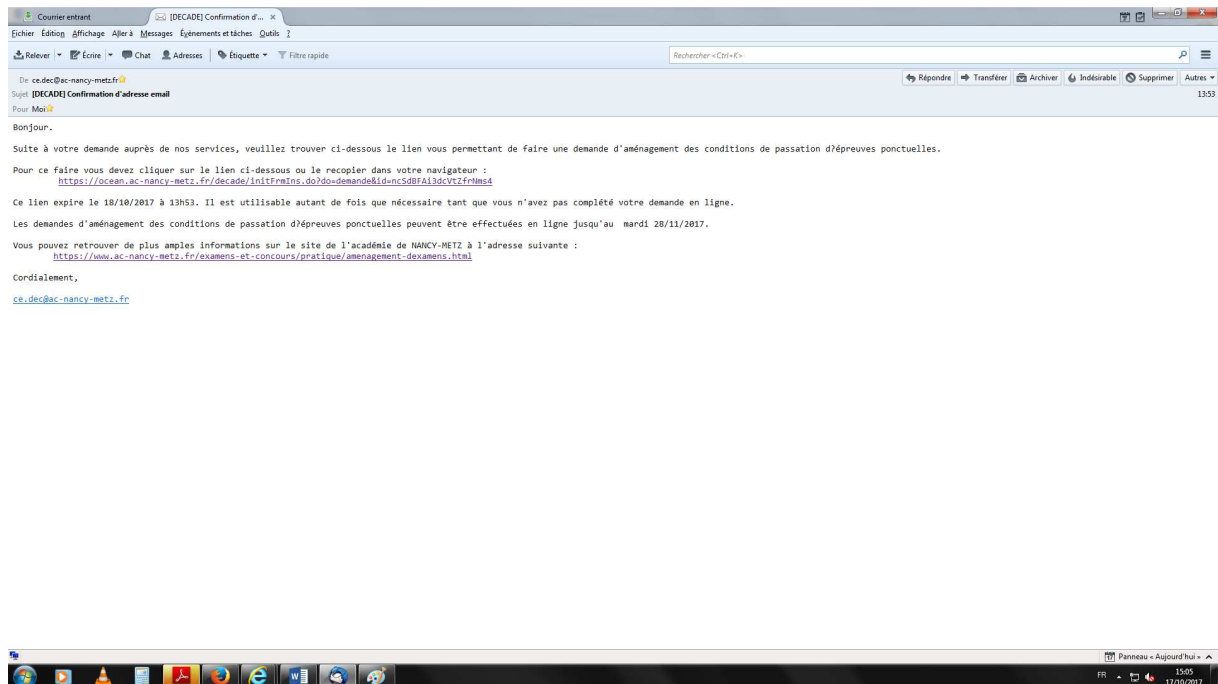 Courrier entrant
[DECADE] Confirmation d'... ×
Fichier Édition Affichage Aller à Messages Évènements et tâches Outils ?
Relever Écrire Chat Adresses Étiquette Filtre rapide
Rechercher <Ctrl+K>
De ce.dec@ac-nancy-metz.fr
Répondre Transférer Archiver Indésirable Supprimer Autres
Sujet [DECADE] Confirmation d'adresse email
13:53
Pour Moi
Bonjour.
Suite à votre demande auprès de nos services, veuillez trouver ci-dessous le lien vous permettant de faire une demande d'aménagement des conditions de passation d?épreuves ponctuelles.
Pour ce faire vous devez cliquer sur le lien ci-dessous ou le recopier dans votre navigateur :
https://ocean.ac-nancy-metz.fr/decade/initFrmIns.do?do=demande&id=ncSdBFAi3dcVtZfrNms4
Ce lien expire le 18/10/2017 à 13h53. Il est utilisable autant de fois que nécessaire tant que vous n'avez pas complété votre demande en ligne.
Les demandes d'aménagement des conditions de passation d?épreuves ponctuelles peuvent être effectuées en ligne jusqu'au mardi 28/11/2017.
Vous pouvez retrouver de plus amples informations sur le site de l'académie de NANCY-METZ à l'adresse suivante :
https://www.ac-nancy-metz.fr/examens-et-concours/pratique/amenagement-dexamens.html
Cordialement,
ce.dec@ac-nancy-metz.fr
Panneau « Aujourd'hui »
FR
15:05
17/10/2017